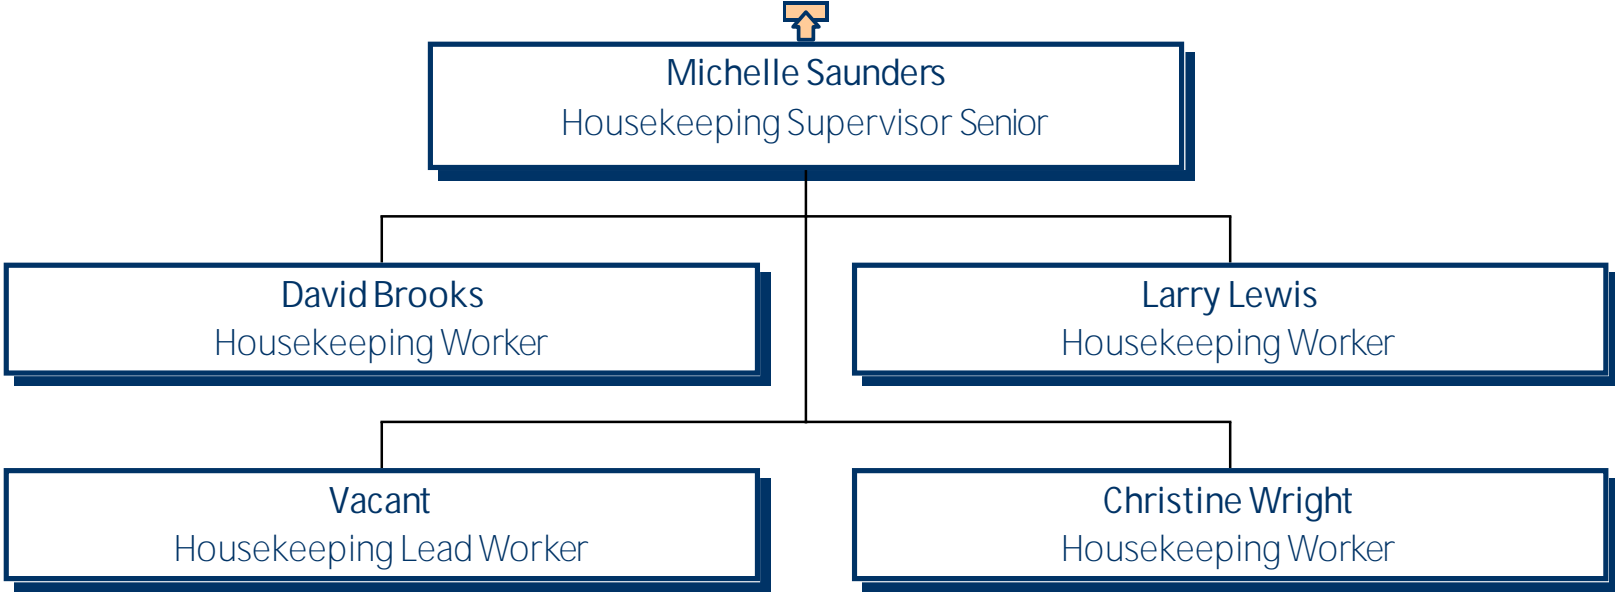 Michelle Saunders
Housekeeping Supervisor Senior
David Brooks
Housekeeping Worker
Larry Lewis
Housekeeping Worker
Vacant
Housekeeping Lead Worker
Christine Wright
Housekeeping Worker